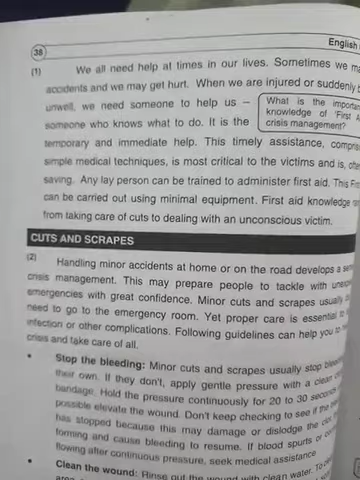 38
English
(1) We all need help at times in our lives. Sometimes we
accidents and we may get hurt. When we are injured or suddenly
unwell, we need someone to help us –
someone who knows what to do. It is the
What is the
knowledge of 'First
crisis management?
temporary and immediate help. This timely assistance,
simple medical techniques, is most critical to the victims and is,
saving. Any lay person can be trained to administer first aid. This
can be carried out using minimal equipment. First aid knowledge
from taking care of cuts to dealing with an unconscious victim.
CUTS AND SCRAPES
(2) Handling minor accidents at home or on the road develops a
crisis management. This may prepare people to tackle with
emergencies with great confidence. Minor cuts and scrapes usually
need to go to the emergency room. Yet proper care is essential to
infection or other complications. Following guidelines can help you to
crisis and take care of all.
• Stop the bleeding: Minor cuts and scrapes usually stop
their own. If they don't, apply gentle pressure with a clean
bandage. Hold the pressure continuously for 20 to 30
possible elevate the wound. Don't keep checking to see if the
has stopped because this may damage or dislodge the
forming and cause bleeding to resume. If blood spurts or
flowing after continuous pressure, seek medical assistance
• Clean the wound: Rinse out the wound with clean water. To